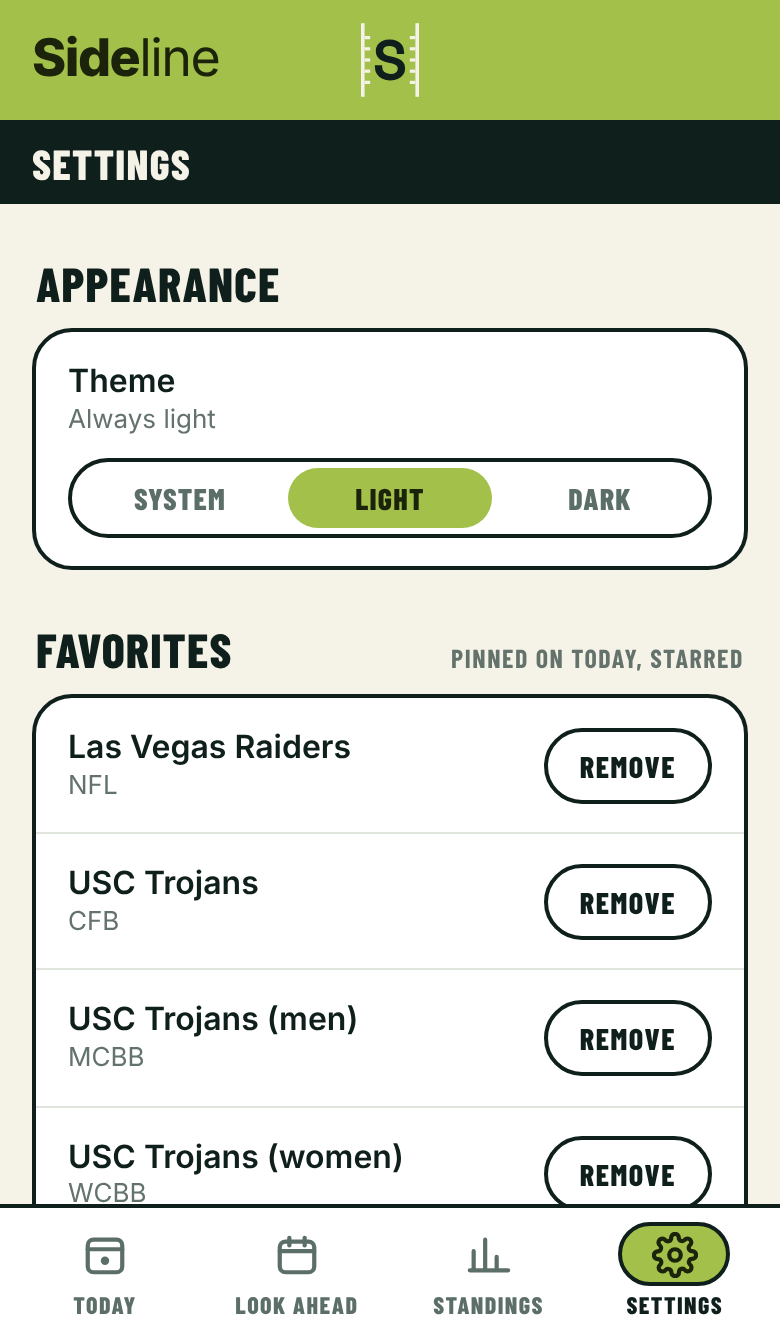 Sideline
S
SETTINGS
APPEARANCE
Theme
Always light
SYSTEM LIGHT DARK
FAVORITES PINNED ON TODAY, STARRED
Las Vegas Raiders
NFL
REMOVE
USC Trojans
CFB
REMOVE
USC Trojans (men)
MCBB
REMOVE
USC Trojans (women)
WCBB
REMOVE
TODAY LOOK AHEAD STANDINGS SETTINGS